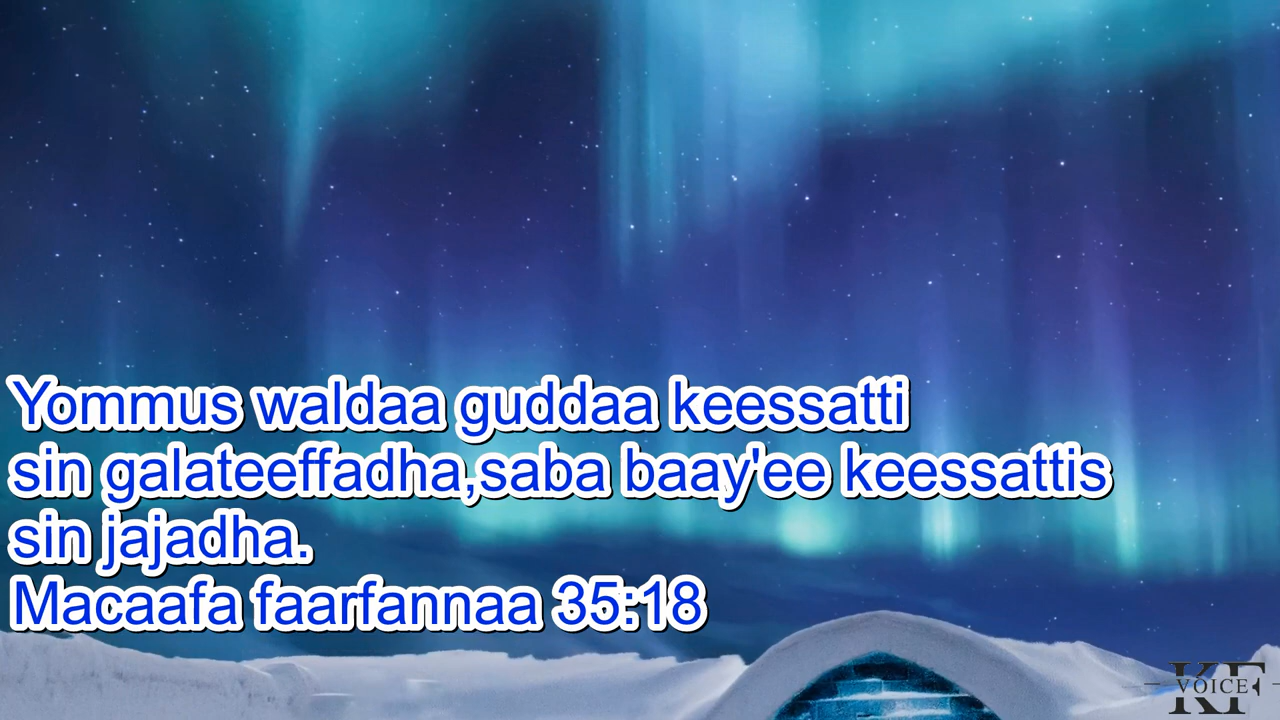 Yommus waldaa guddaa keessatti
sin galateeffadha,saba baay'ee keessattis
sin jajadha.
Macaafa faarfannaa 35:18
KF
VOICE